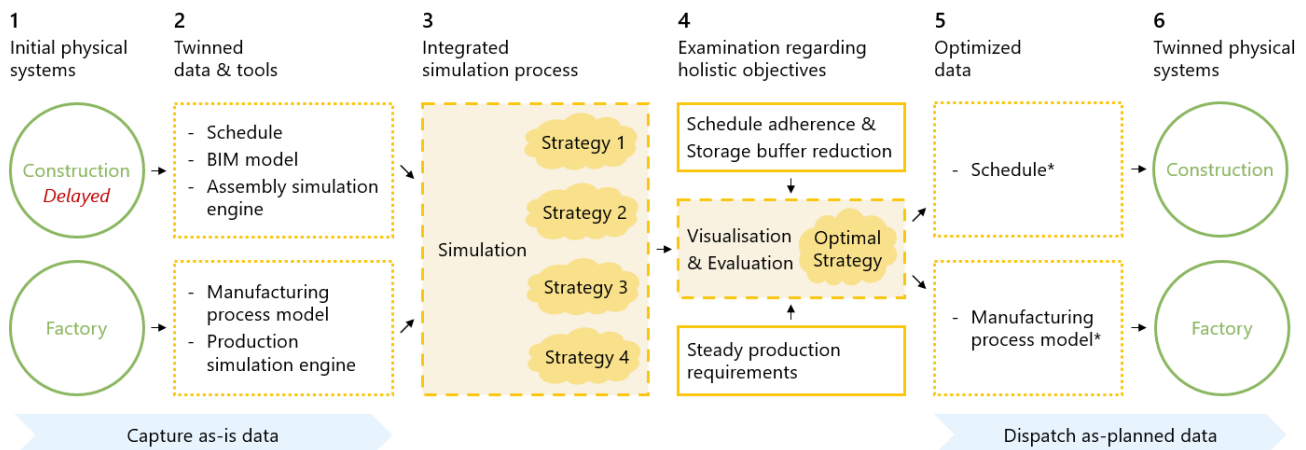 1
Initial physical
systems
2
Twinned
data & tools
3
Integrated
simulation process
4
Examination regarding
holistic objectives
5
Optimized
data
6
Twinned physical
systems
Construction
Delayed
- Schedule
- BIM model
- Assembly simulation
engine
Factory
- Manufacturing
process model
- Production
simulation engine
Simulation
Strategy 1
Strategy 2
Strategy 3
Strategy 4
Schedule adherence &
Storage buffer reduction
Visualisation
& Evaluation
Optimal
Strategy
Steady production
requirements
- Schedule*
- Manufacturing
process model*
Construction
Factory
Capture as-is data
Dispatch as-planned data